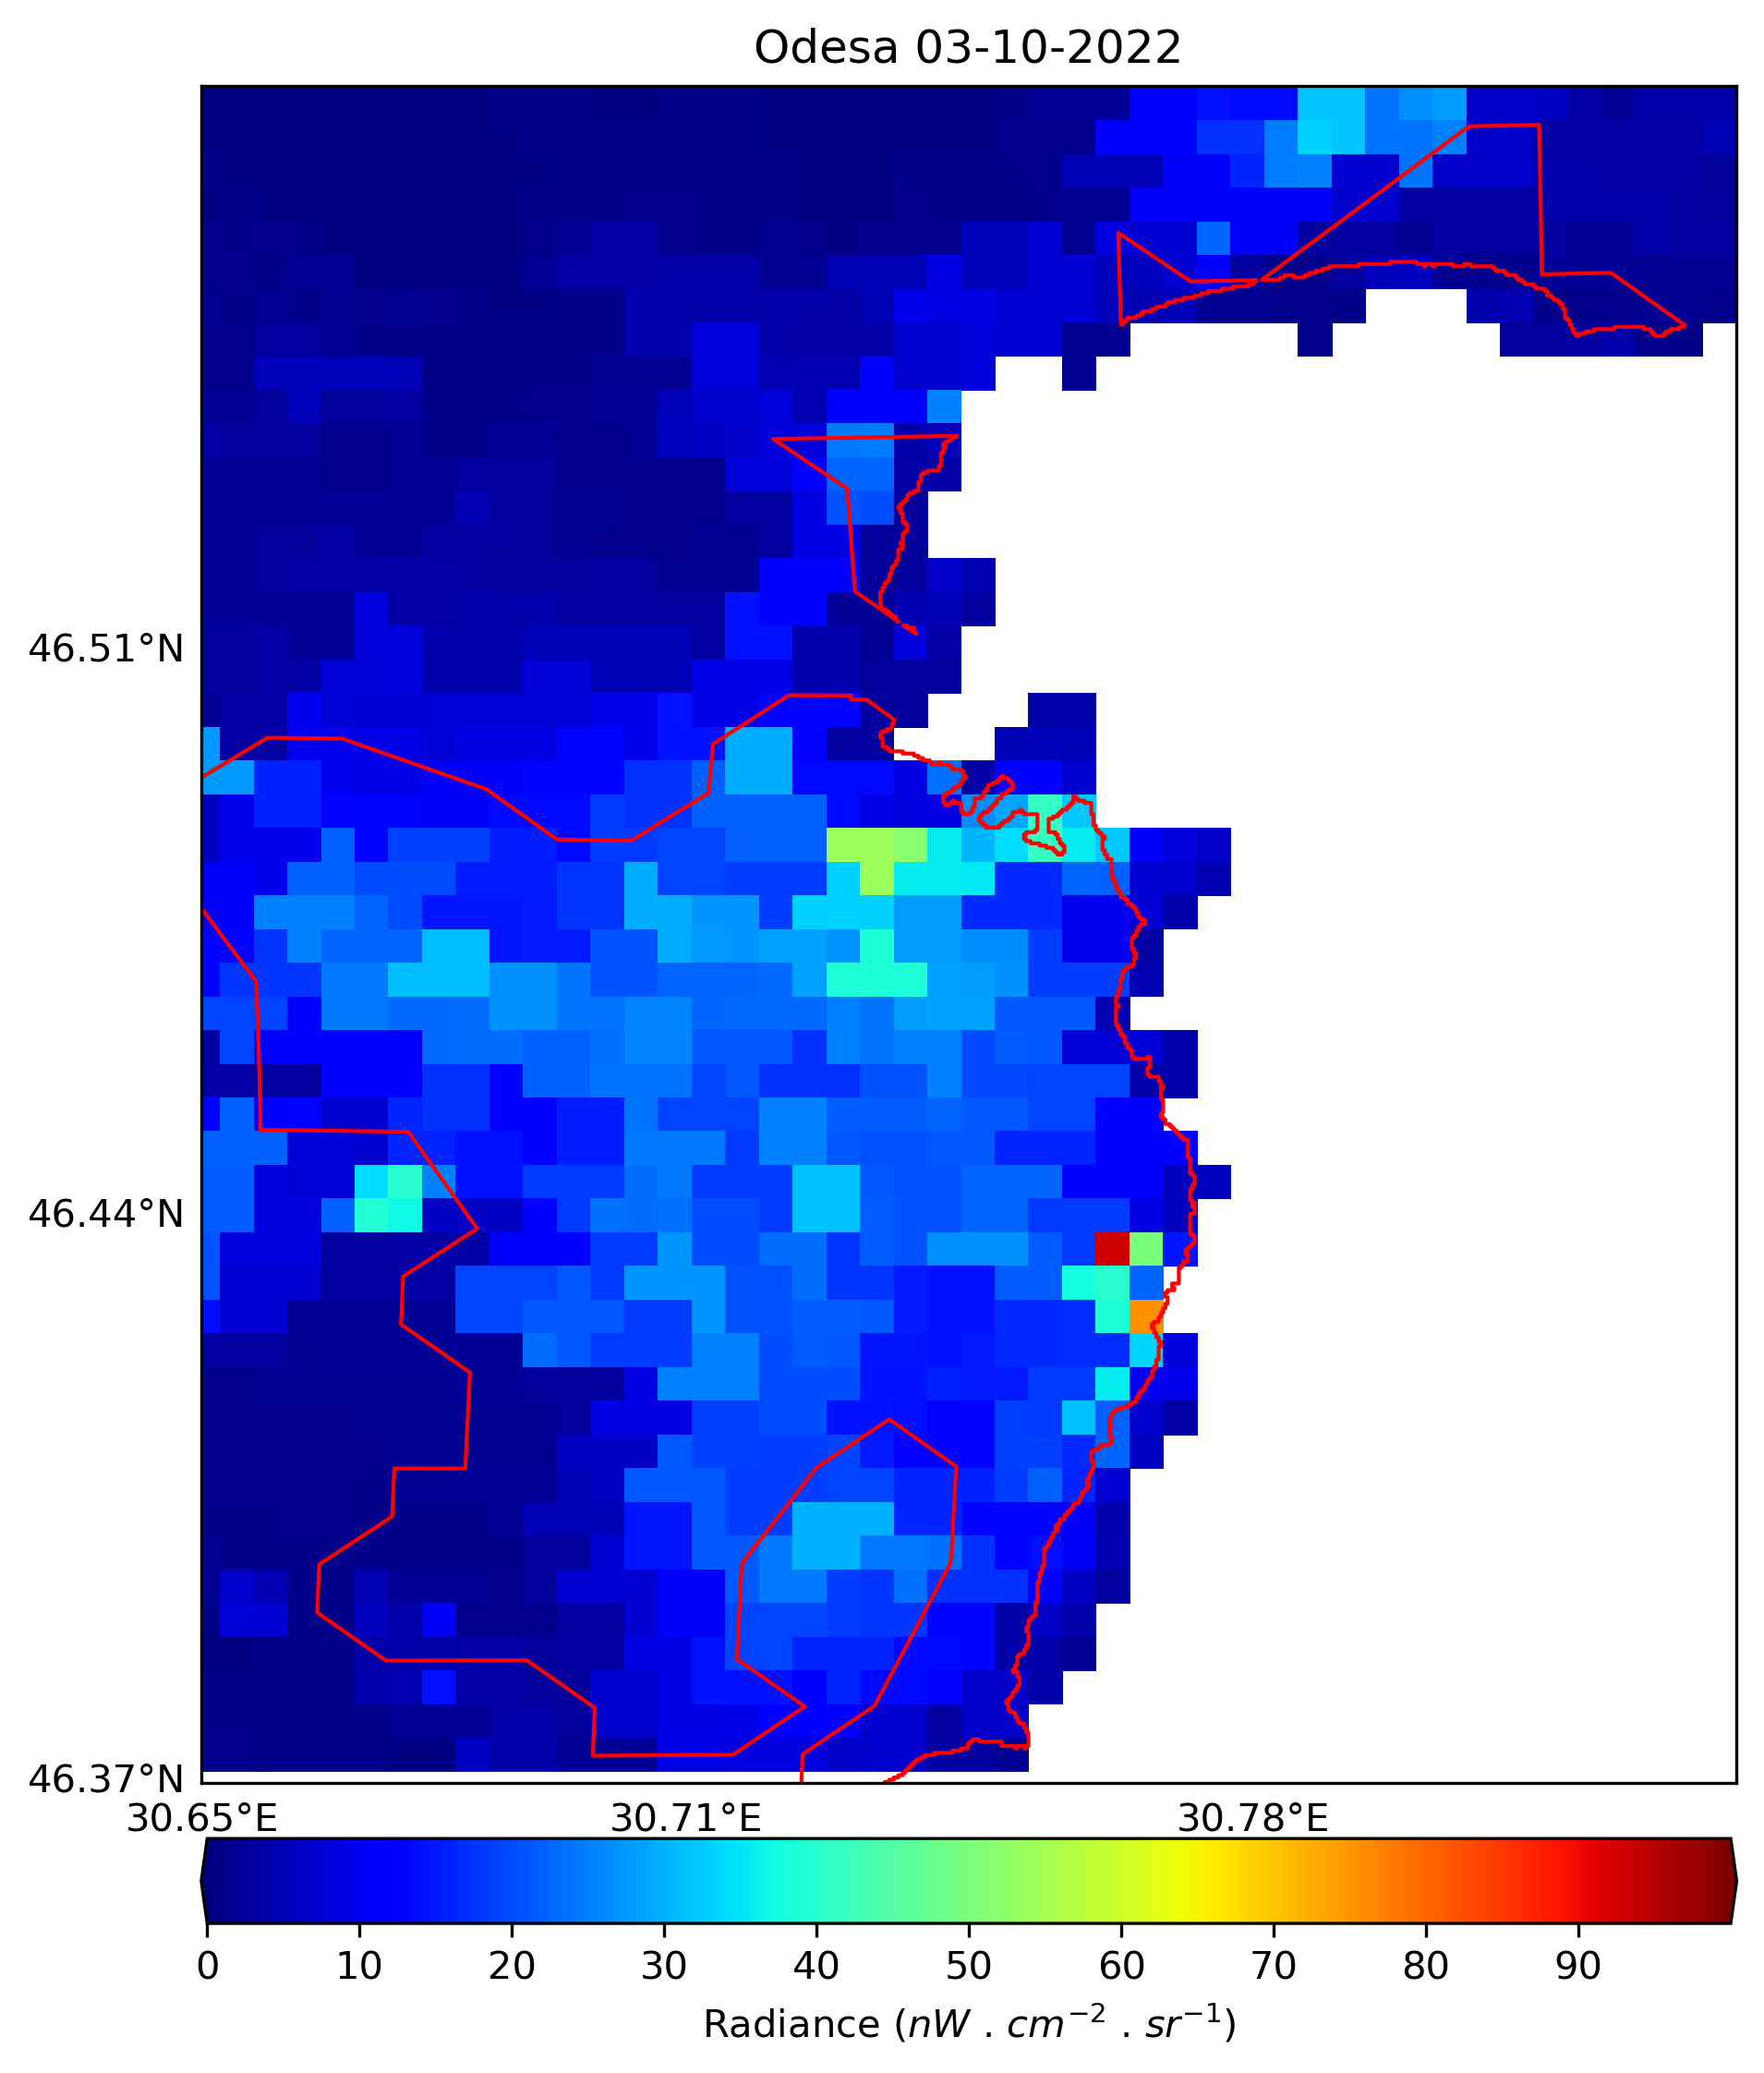 Odesa 03-10-2022
46.51°N
46.44°N
46.37°N
30.65°E 30.71°E 30.78°E
0 10 20 30 40 50 60 70 80 90
Radiance (nW . cm⁻² . sr⁻¹)